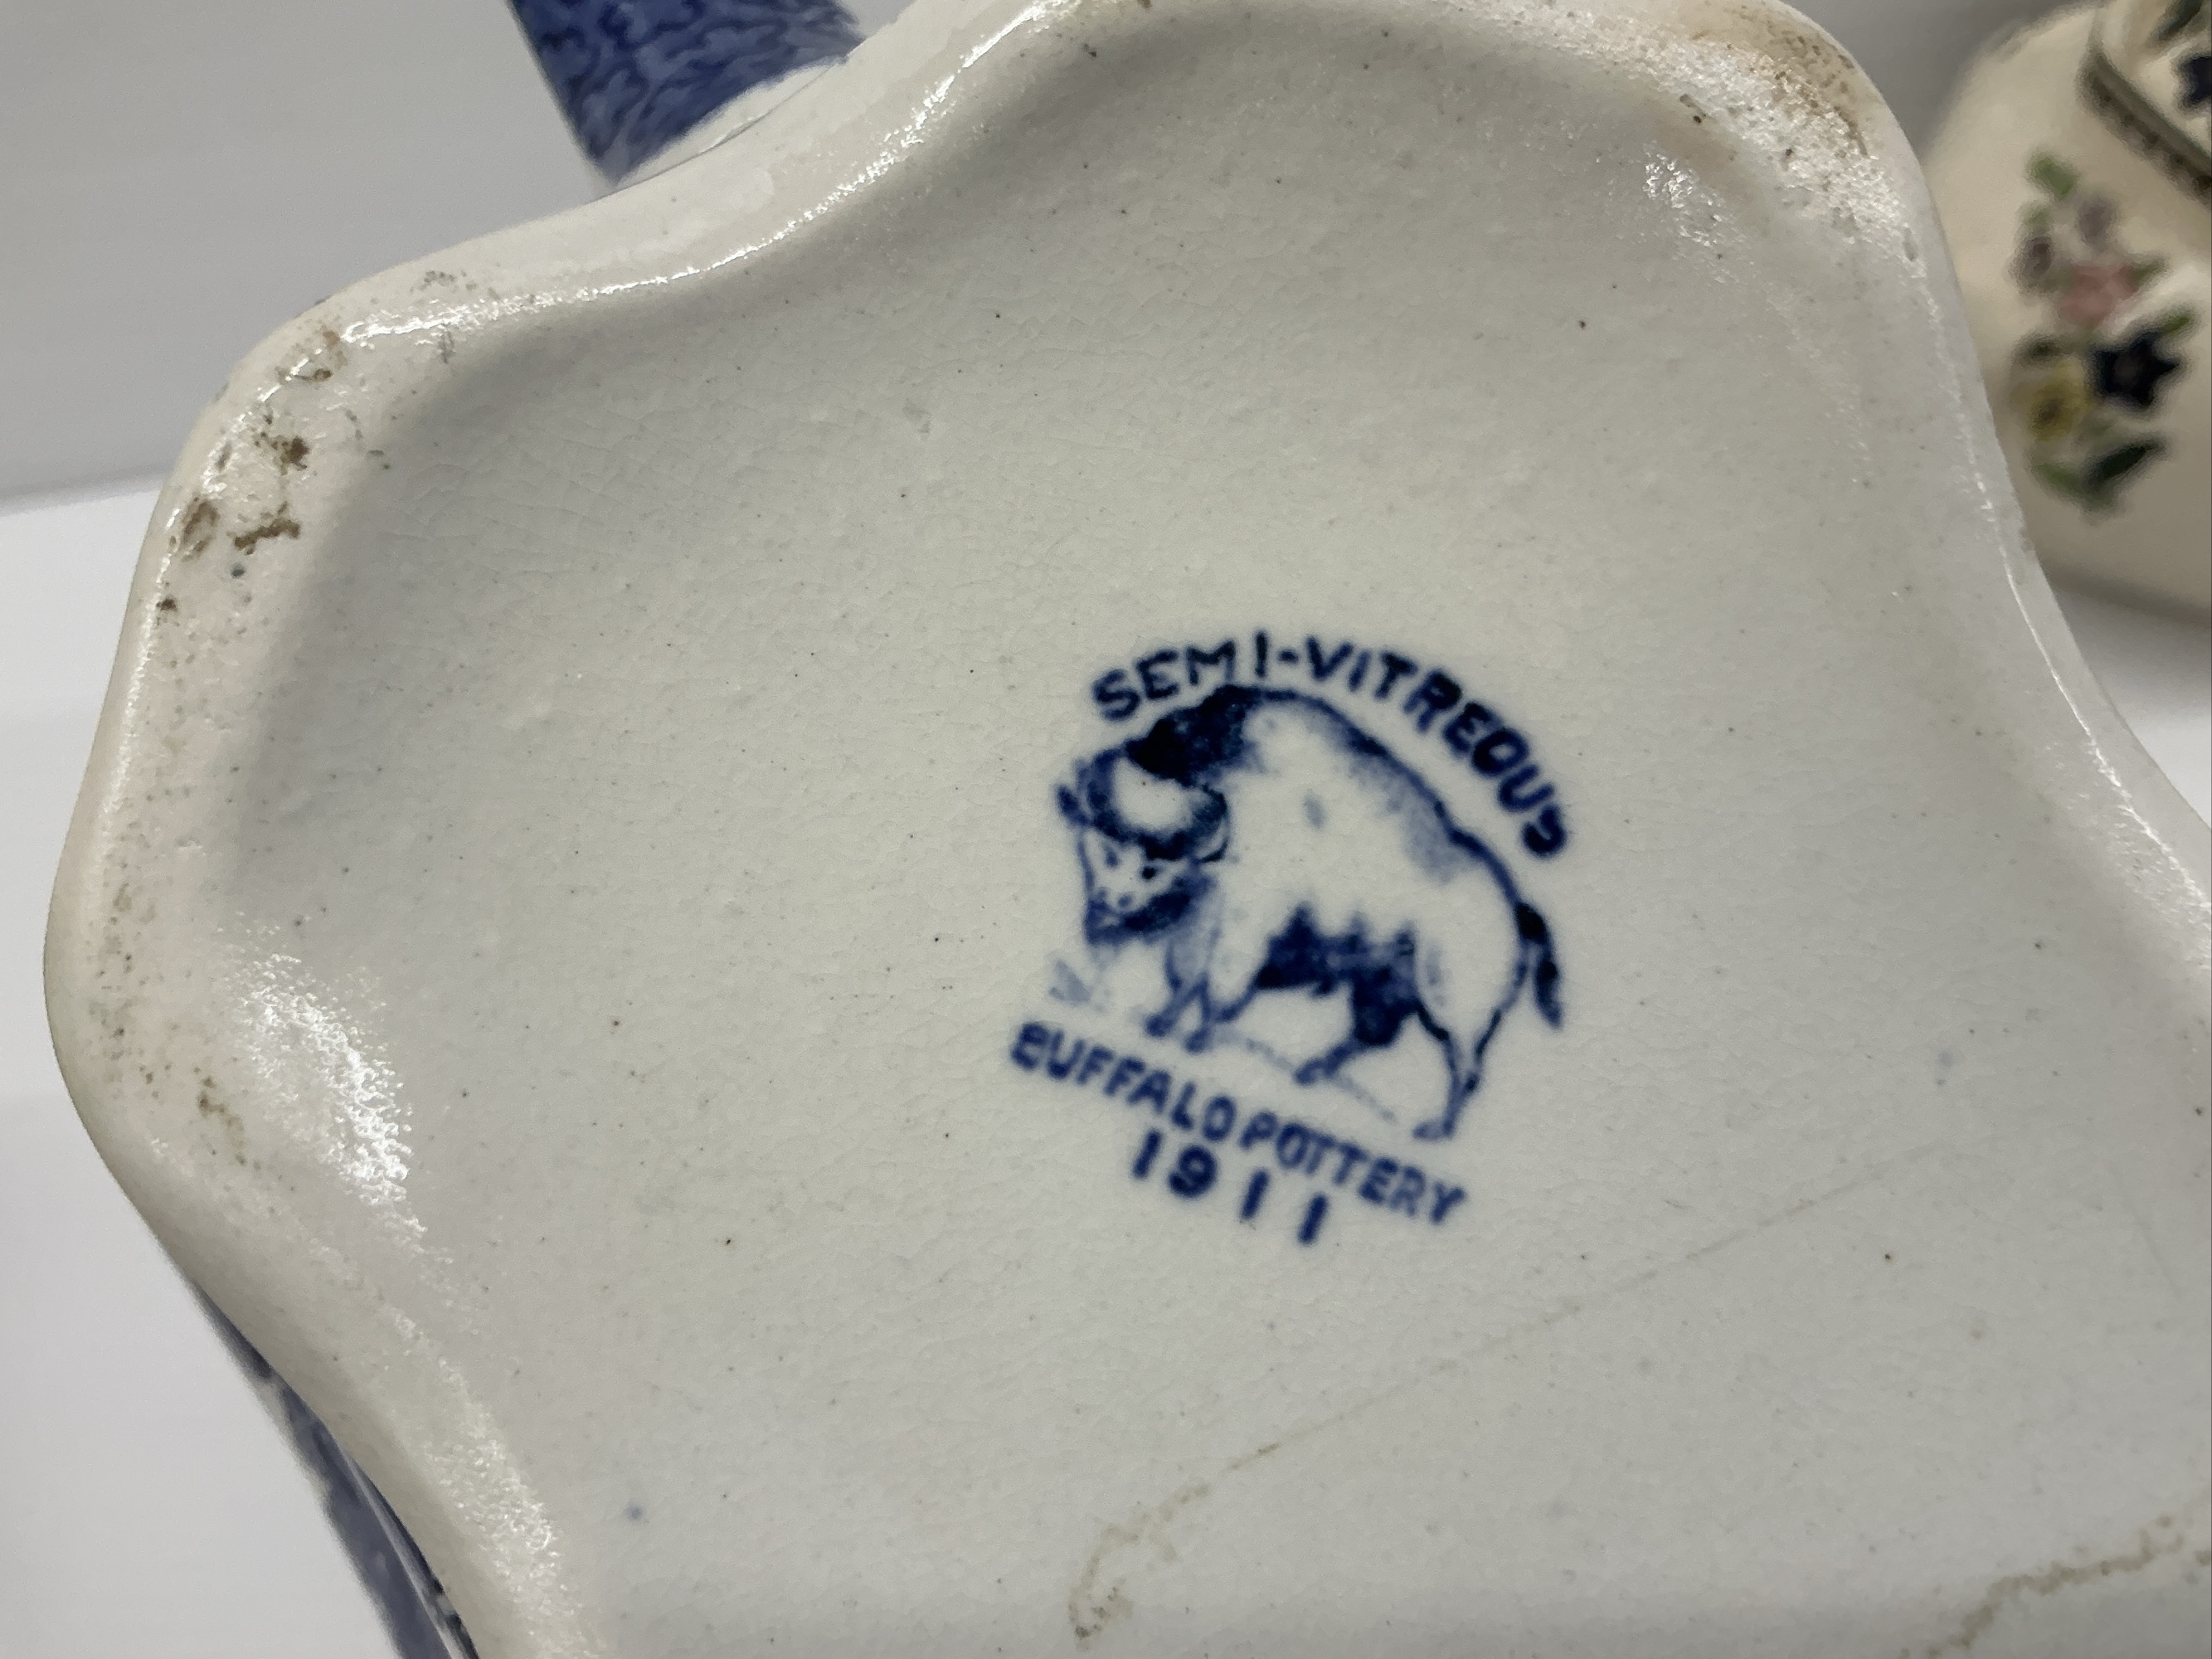 SEMI-VITREOUS
BUFFALO POTTERY
1911